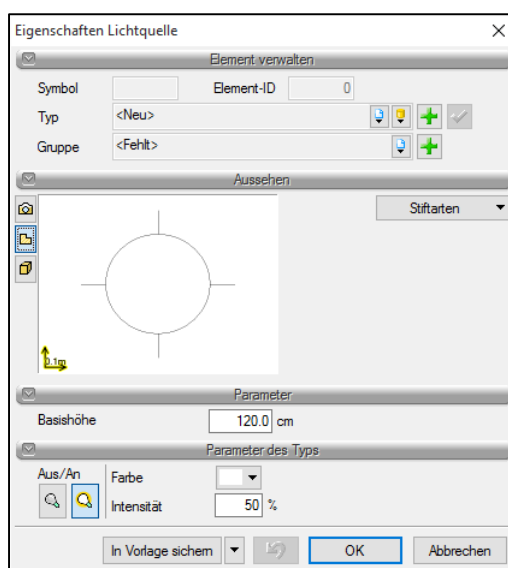 Eigenschaften Lichtquelle
Element verwalten
Symbol Element-ID 0
Typ <Neu>
Gruppe <Fehlt>
Aussehen
Stiftarten
0.1m
Parameter
Basishöhe 120.0 cm
Parameter des Typs
Aus/An Farbe
Intensität 50 %
In Vorlage sichern OK Abbrechen